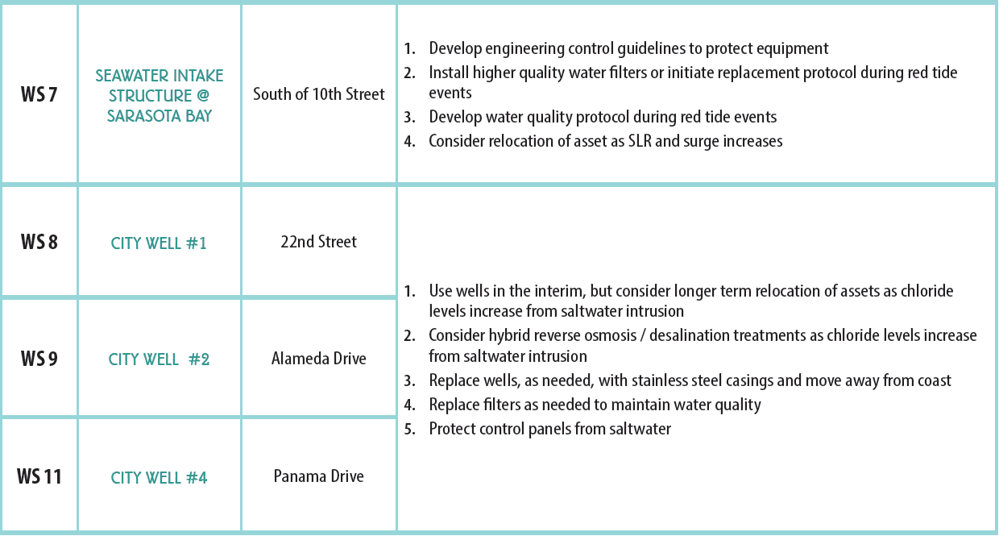 WS 7
SEAWATER INTAKE
STRUCTURE @
SARASOTA BAY
South of 10th Street
1. Develop engineering control guidelines to protect equipment
2. Install higher quality water filters or initiate replacement protocol during red tide
events
3. Develop water quality protocol during red tide events
4. Consider relocation of asset as SLR and surge increases
WS 8
CITY WELL #1
22nd Street
WS 9
CITY WELL #2
Alameda Drive
WS 11
CITY WELL #4
Panama Drive
1. Use wells in the interim, but consider longer term relocation of assets as chloride
levels increase from saltwater intrusion
2. Consider hybrid reverse osmosis / desalination treatments as chloride levels increase
from saltwater intrusion
3. Replace wells, as needed, with stainless steel casings and move away from coast
4. Replace filters as needed to maintain water quality
5. Protect control panels from saltwater